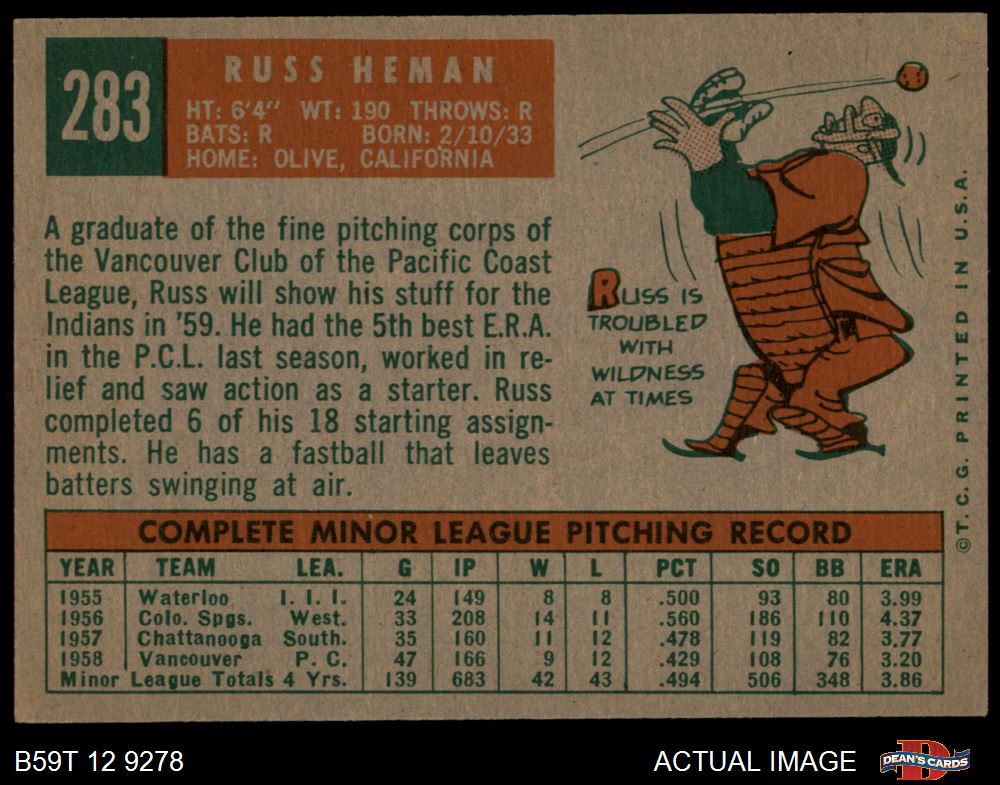 283
RUSS HEMAN
HT: 6'4" WT: 190 THROWS: R
BATS: R BORN: 2/10/33
HOME: OLIVE, CALIFORNIA
A graduate of the fine pitching corps of
the Vancouver Club of the Pacific Coast
League, Russ will show his stuff for the
Indians in '59. He had the 5th best E.R.A.
in the P.C.L. last season, worked in re-
lief and saw action as a starter. Russ
completed 6 of his 18 starting assign-
ments. He has a fastball that leaves
batters swinging at air.
RUSS IS
TROUBLED
WITH
WILDNESS
AT TIMES
©T. C. G. PRINTED IN U.S.A.
COMPLETE MINOR LEAGUE PITCHING RECORD
YEAR TEAM LEA. G IP W L PCT SO BB ERA
1955 Waterloo I. I. I. 24 149 8 8 .500 93 80 3.99
1956 Colo. Spgs. West. 33 208 14 11 .560 186 110 4.37
1957 Chattanooga South. 35 160 11 12 .478 119 82 3.77
1958 Vancouver P. C. 47 166 9 12 .429 108 76 3.20
Minor League Totals 4 Yrs. 139 683 42 43 .494 506 348 3.86
B59T 12 9278
ACTUAL IMAGE
D
DEAN'S CARDS